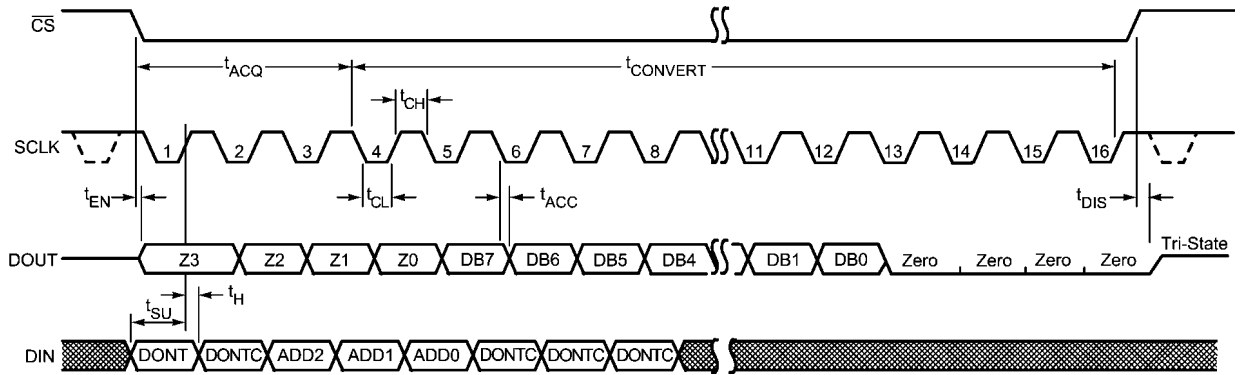 CS
tACQ
tCONVERT
tCH
SCLK
1 2 3 4 5 6 7 8 11 12 13 14 15 16
tEN
tCL
tACC
tDIS
Tri-State
DOUT
Z3 Z2 Z1 Z0 DB7 DB6 DB5 DB4 DB1 DB0 Zero Zero Zero Zero
tSU
tH
DIN
DONT DONTC ADD2 ADD1 ADD0 DONTC DONTC DONTC